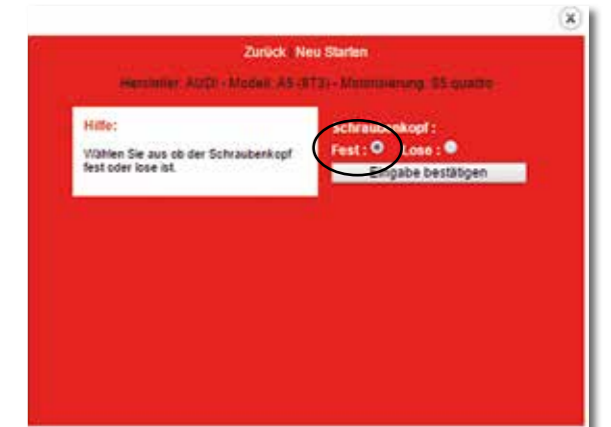 Zurück Neu Starten
Hersteller: AUDI - Modell: A5 (8T3) - Motorisierung: S5 quattro
Hilfe:
Wählen Sie aus ob der Schraubenkopf
fest oder lose ist.
Schraubenkopf :
Fest : Lose :
Eingabe bestätigen